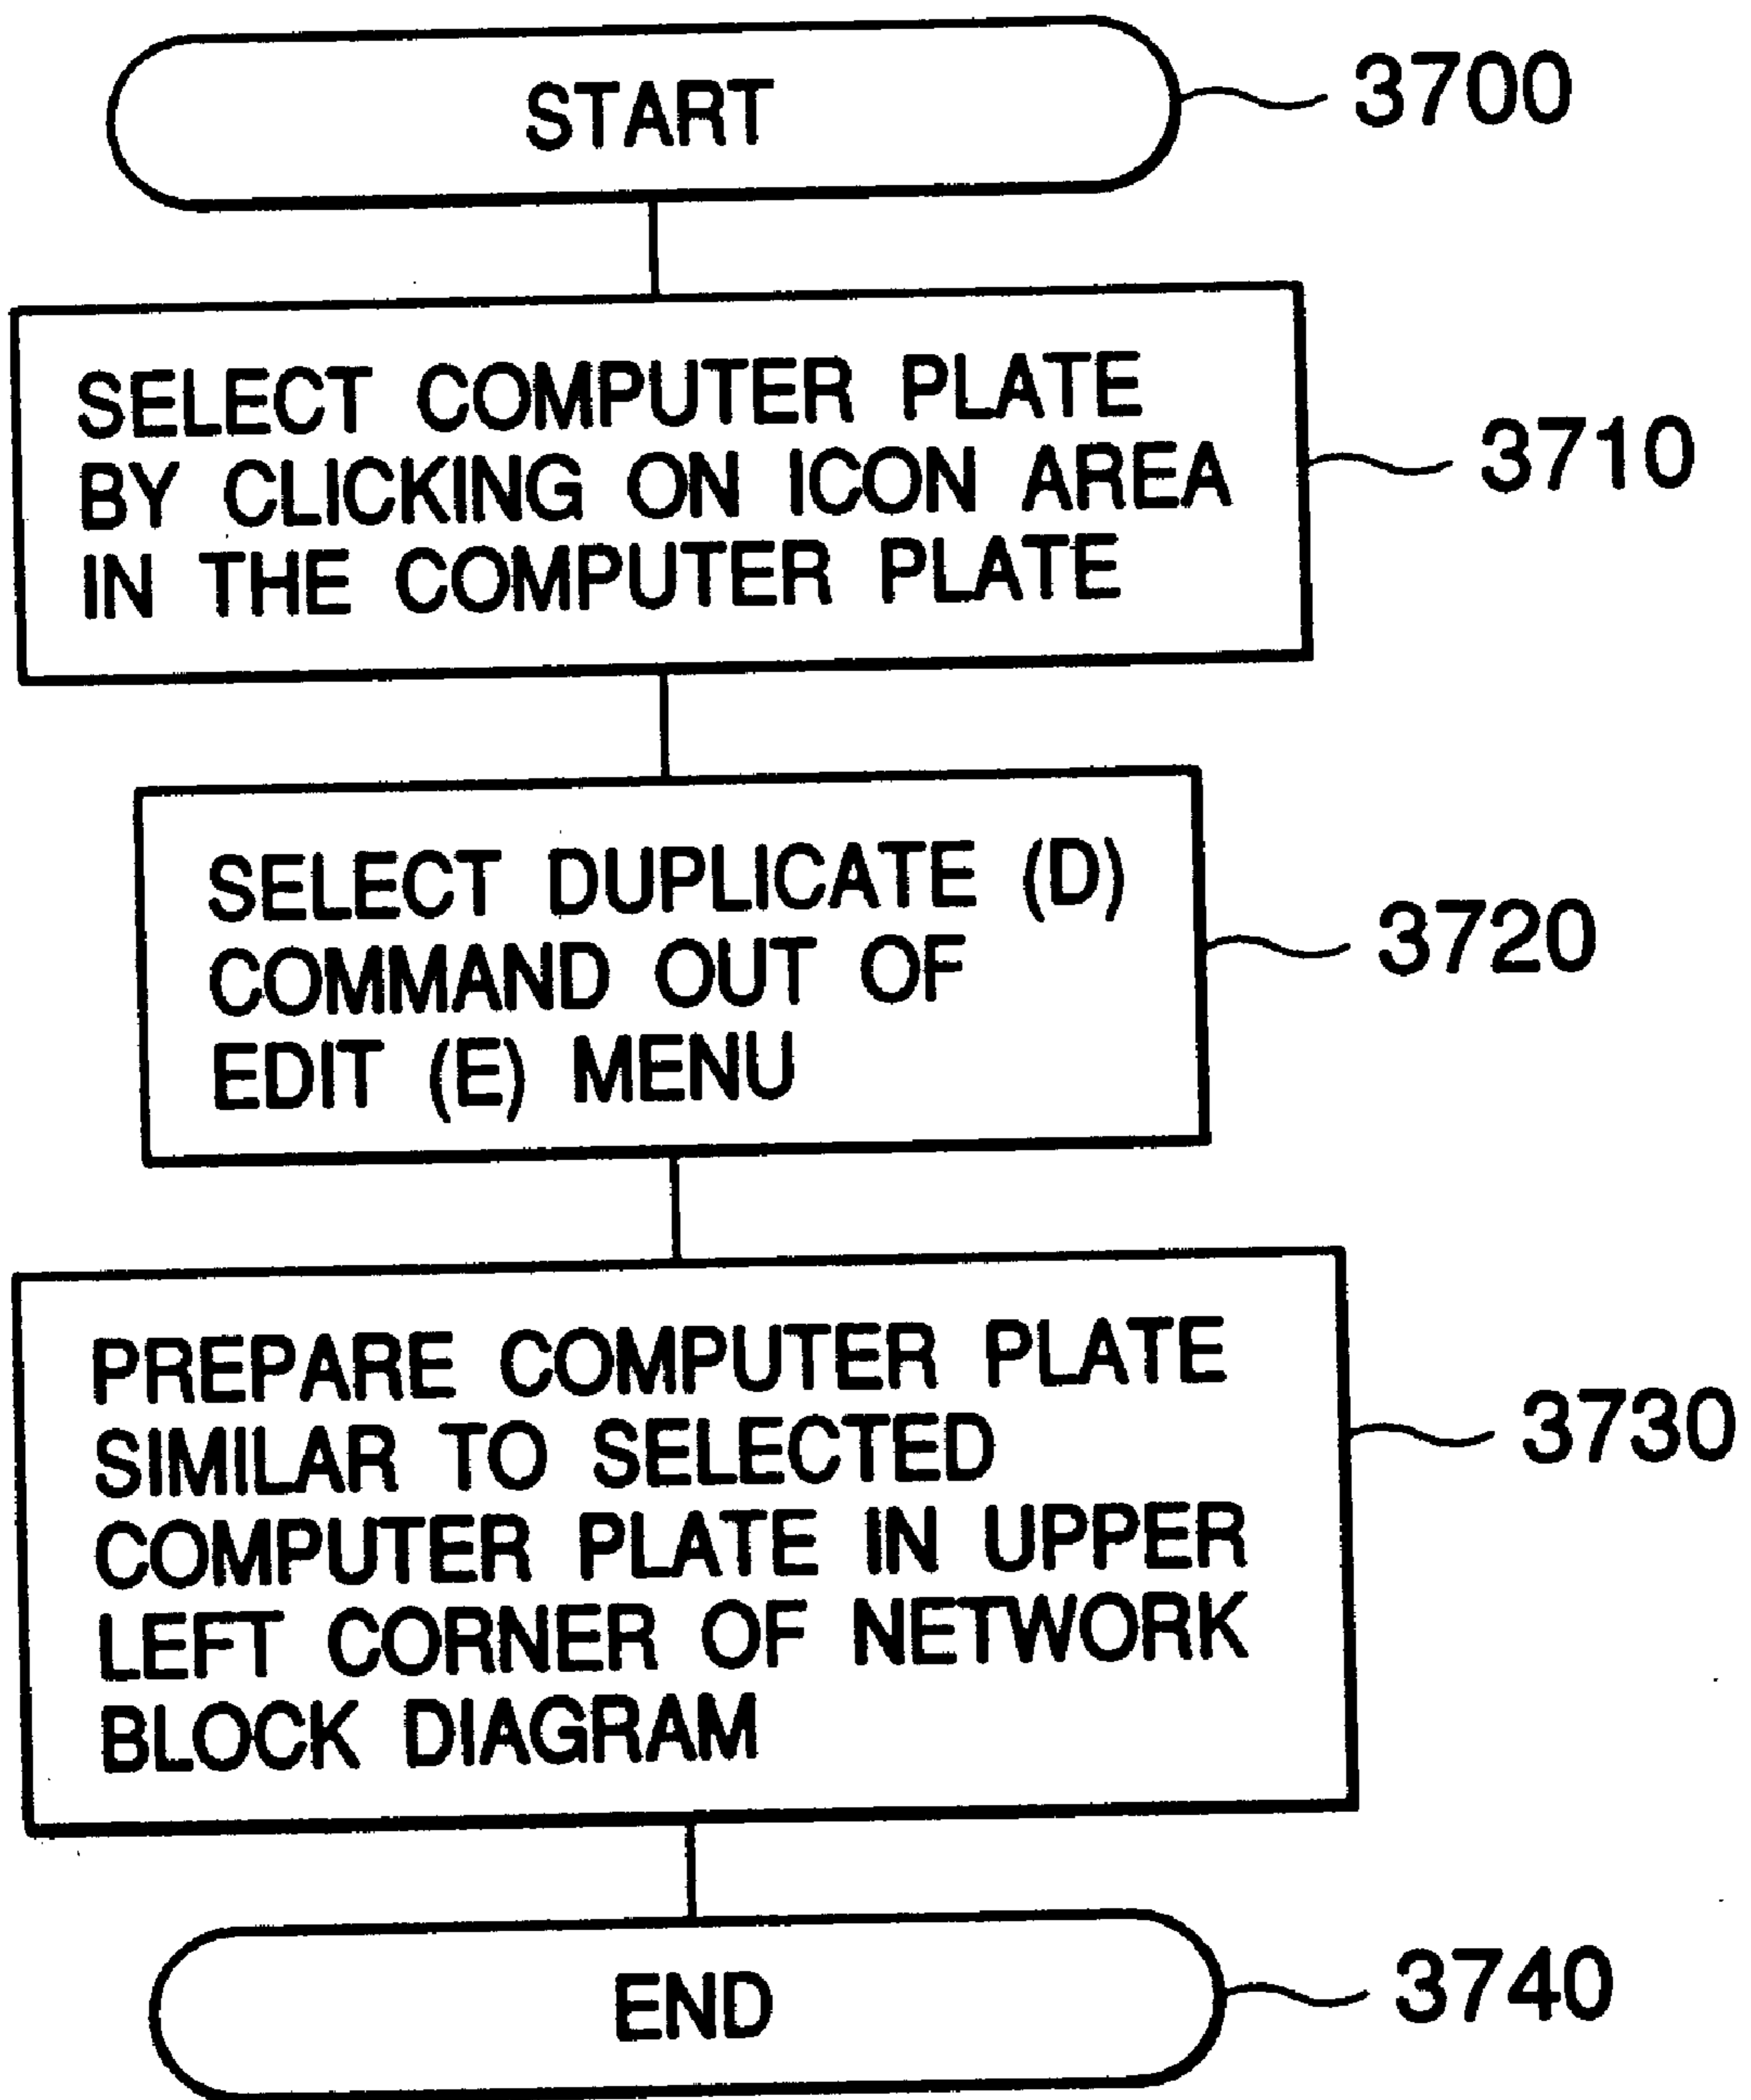 START
3700
SELECT COMPUTER PLATE
BY CLICKING ON ICON AREA
IN THE COMPUTER PLATE
3710
SELECT DUPLICATE (D)
COMMAND OUT OF
EDIT (E) MENU
3720
PREPARE COMPUTER PLATE
SIMILAR TO SELECTED
COMPUTER PLATE IN UPPER
LEFT CORNER OF NETWORK
BLOCK DIAGRAM
3730
END
3740